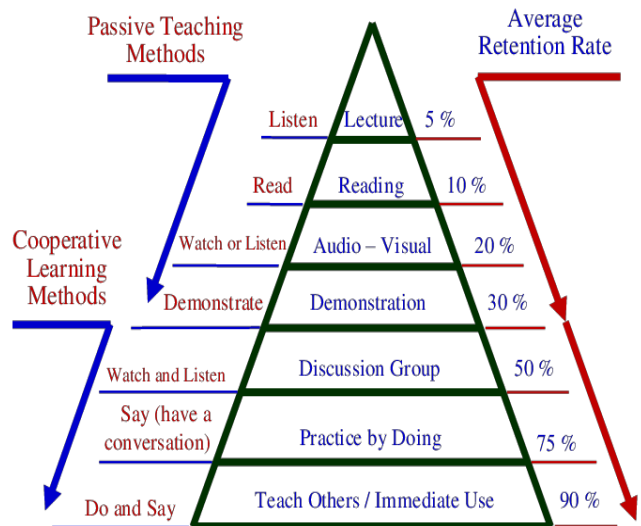 Passive Teaching
Methods
Average
Retention Rate
Listen Lecture 5 %
Read Reading 10 %
Cooperative
Learning
Methods
Watch or Listen Audio – Visual 20 %
Demonstrate Demonstration 30 %
Watch and Listen Discussion Group 50 %
Say (have a
conversation) Practice by Doing 75 %
Do and Say Teach Others / Immediate Use 90 %